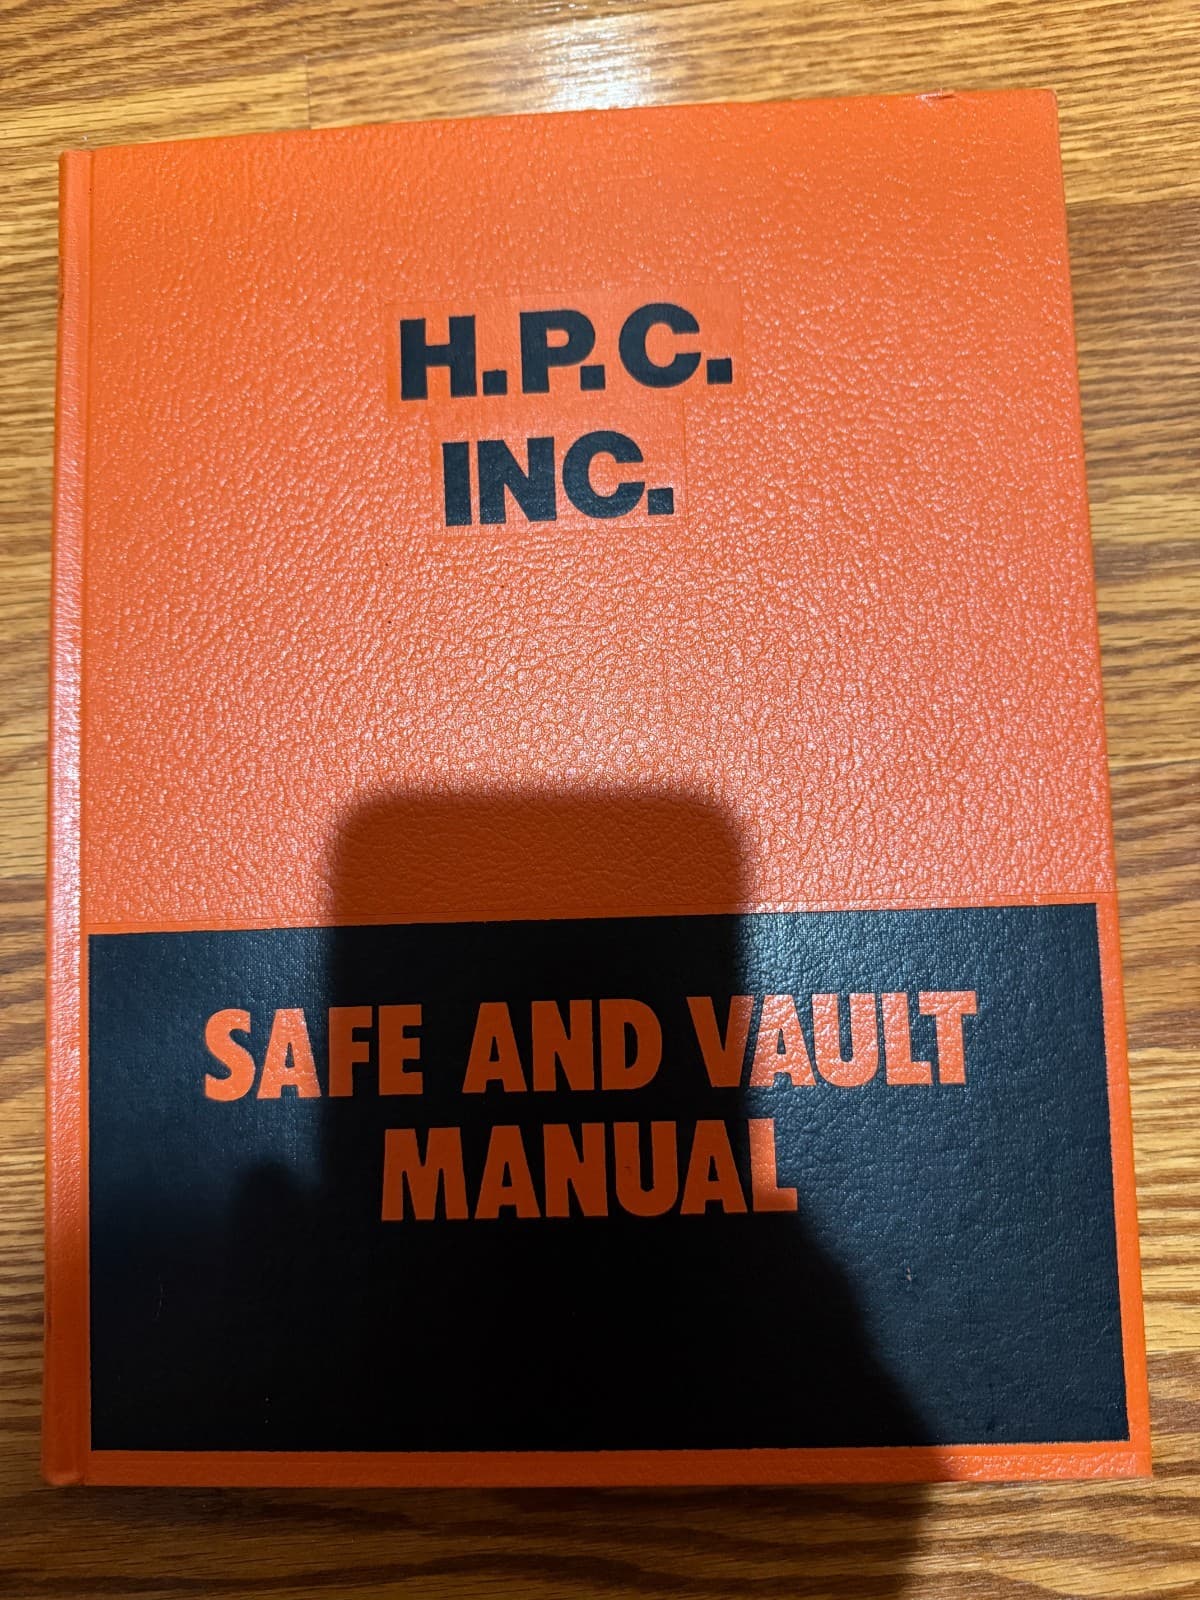 H.P.C.
INC.
SAFE AND VAULT
MANUAL